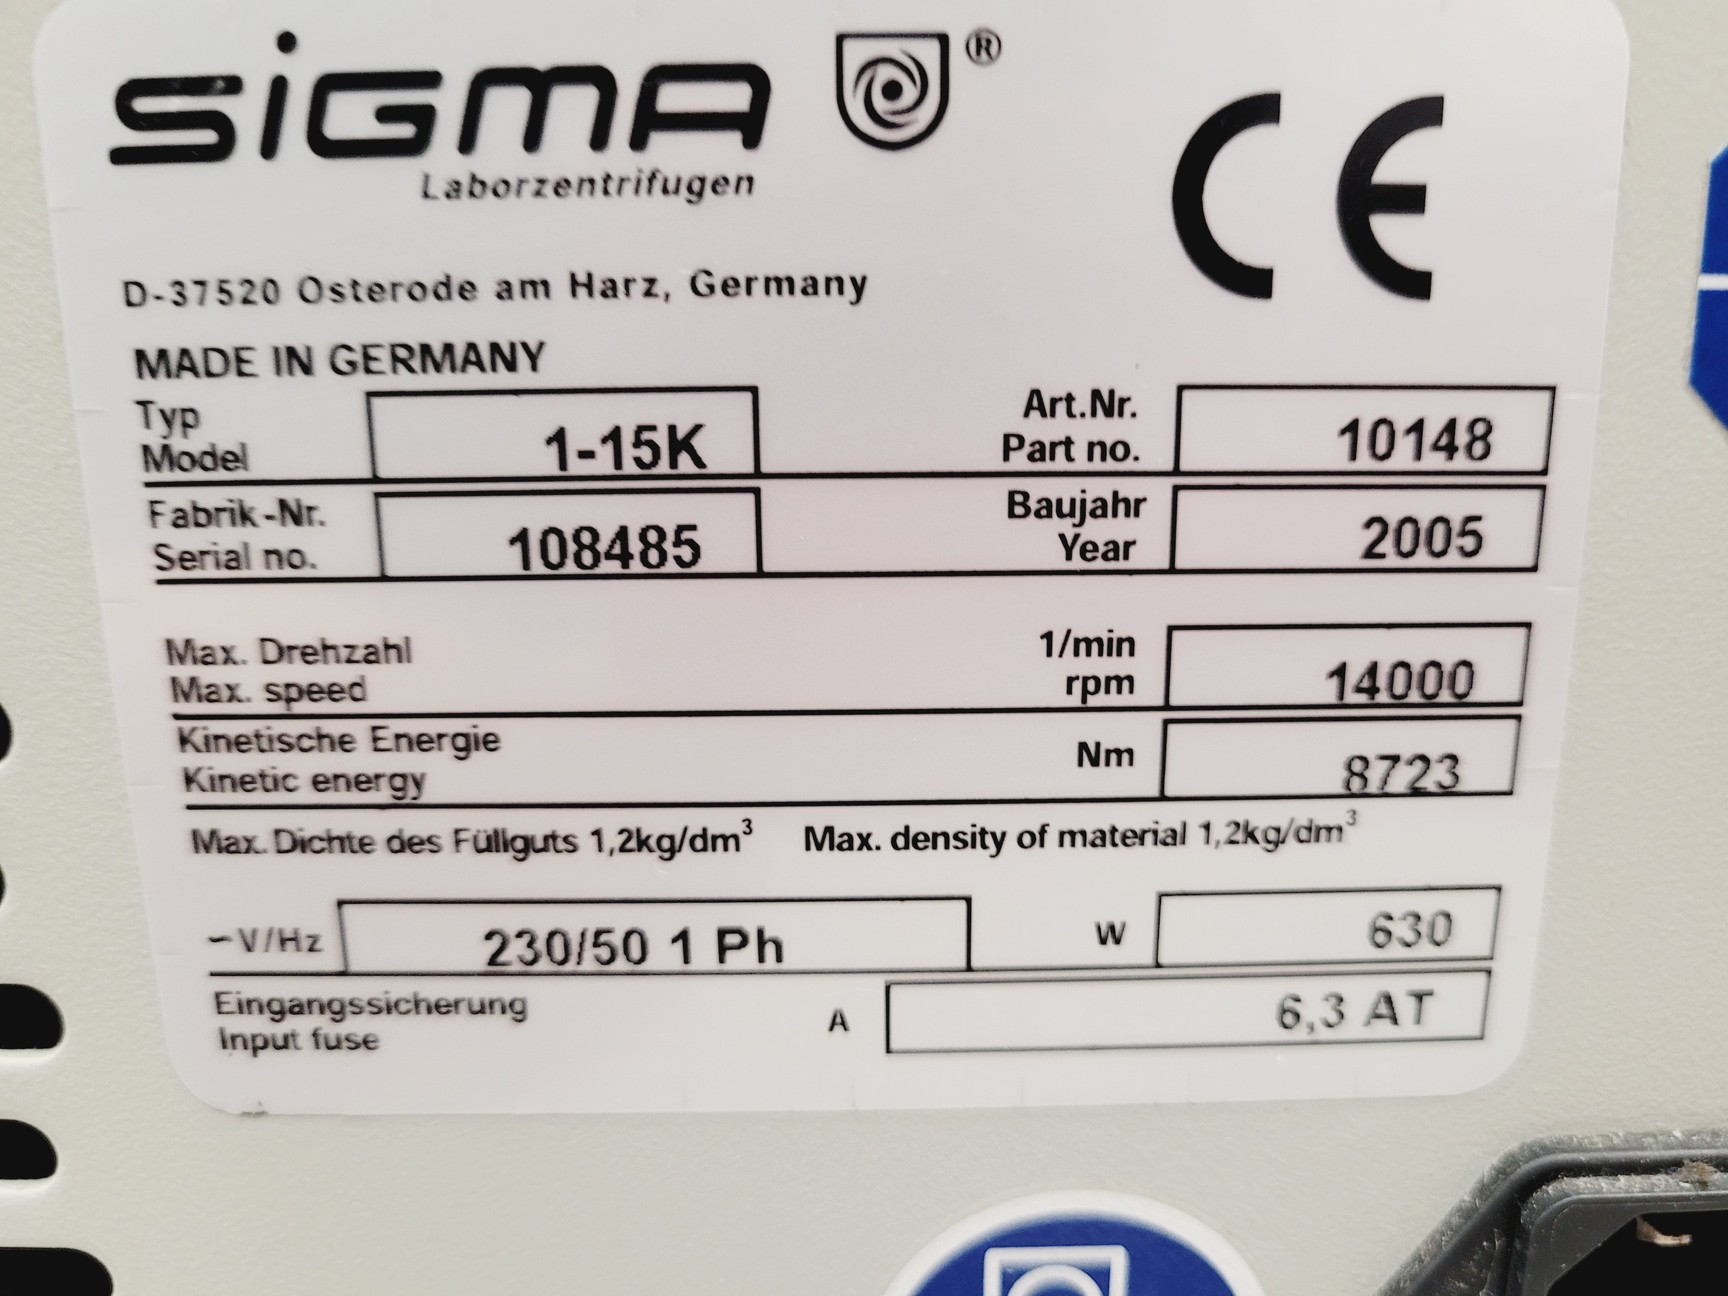 SiGMA ®
Laborzentrifugen
CE
D-37520 Osterode am Harz, Germany
MADE IN GERMANY
Typ Art.Nr.
Model 1-15K Part no. 10148
Fabrik-Nr. Baujahr
Serial no. 108485 Year 2005
Max. Drehzahl 1/min
Max. speed rpm 14000
Kinetische Energie
Kinetic energy Nm 8723
Max. Dichte des Füllguts 1,2kg/dm³ Max. density of material 1,2kg/dm³
~V/Hz 230/50 1 Ph W 630
Eingangssicherung
Input fuse A 6,3 AT